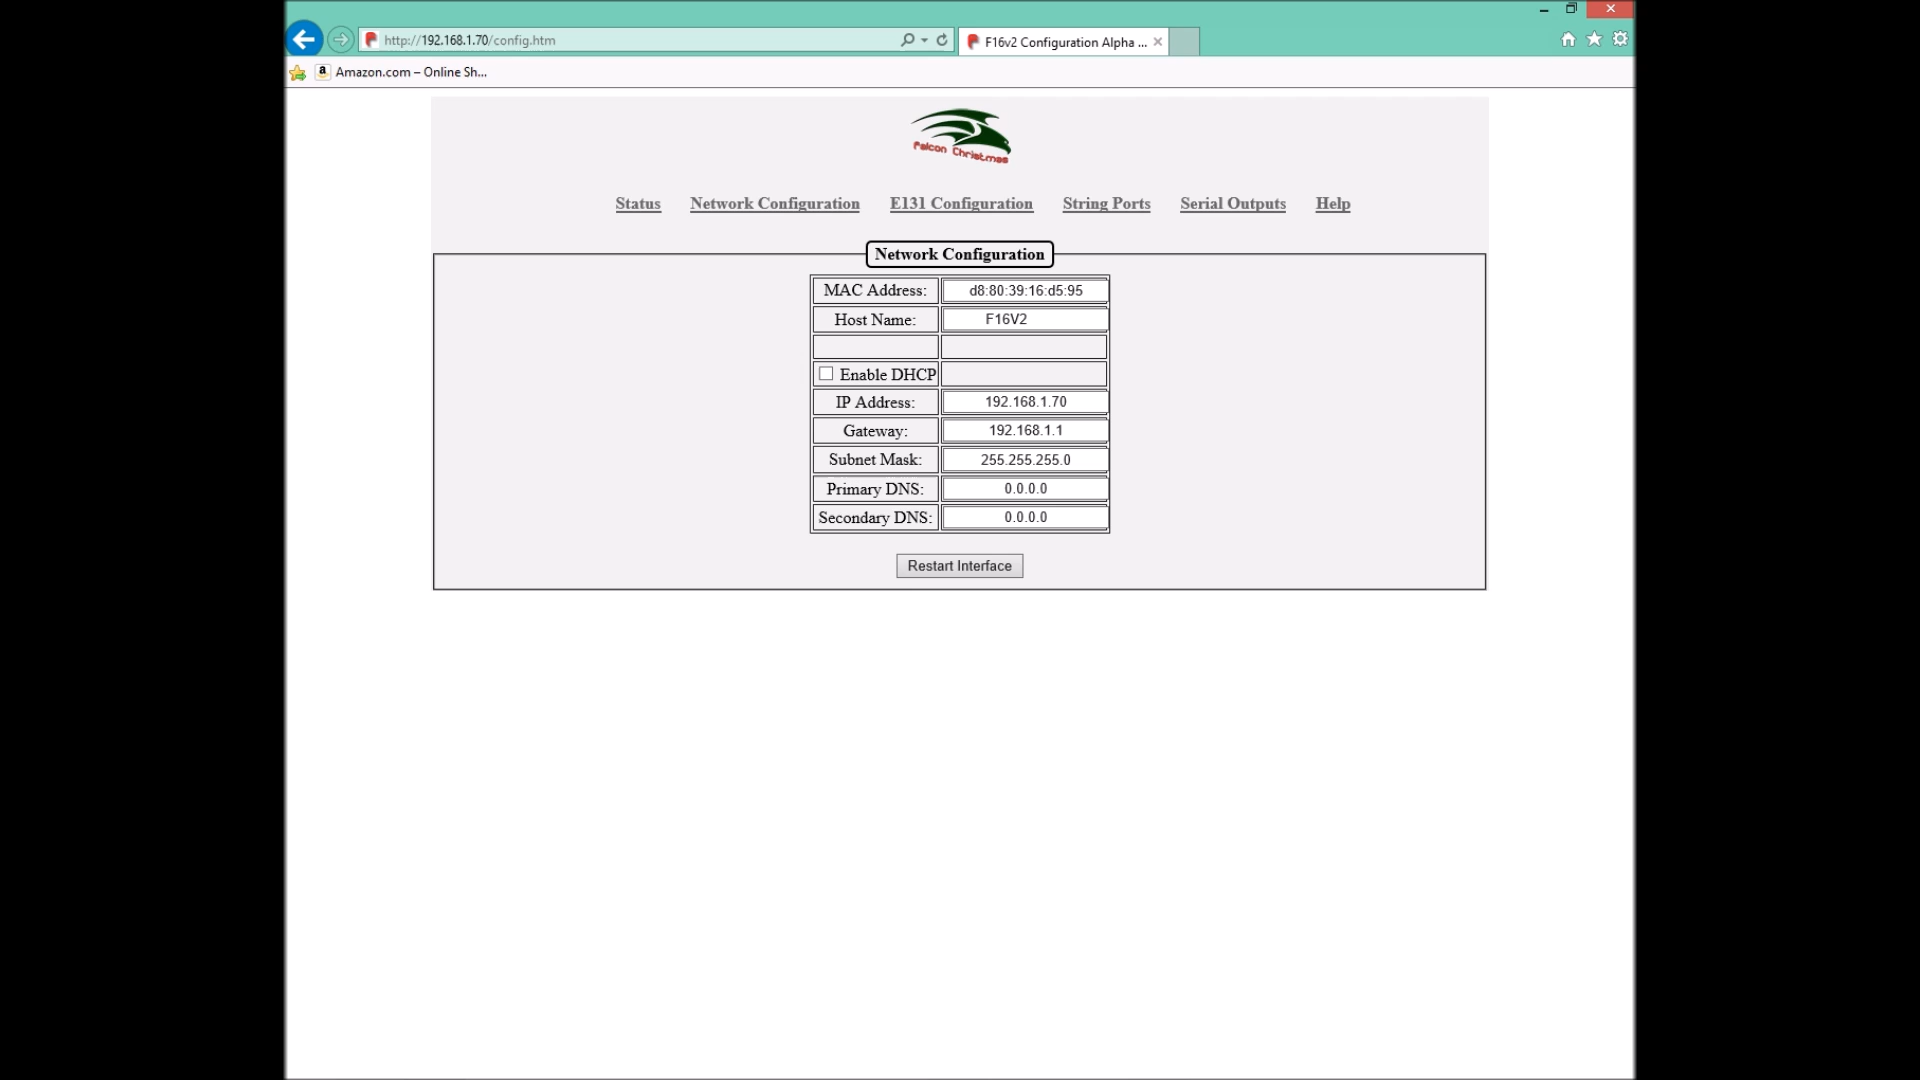 http://192.168.1.70/config.htm
F16v2 Configuration Alpha ...
Amazon.com – Online Sh...
Falcon Christmas
Status Network Configuration E131 Configuration String Ports Serial Outputs Help
Network Configuration
MAC Address: d8:80:39:16:d5:95
Host Name: F16V2
Enable DHCP
IP Address: 192.168.1.70
Gateway: 192.168.1.1
Subnet Mask: 255.255.255.0
Primary DNS: 0.0.0.0
Secondary DNS: 0.0.0.0
Restart Interface